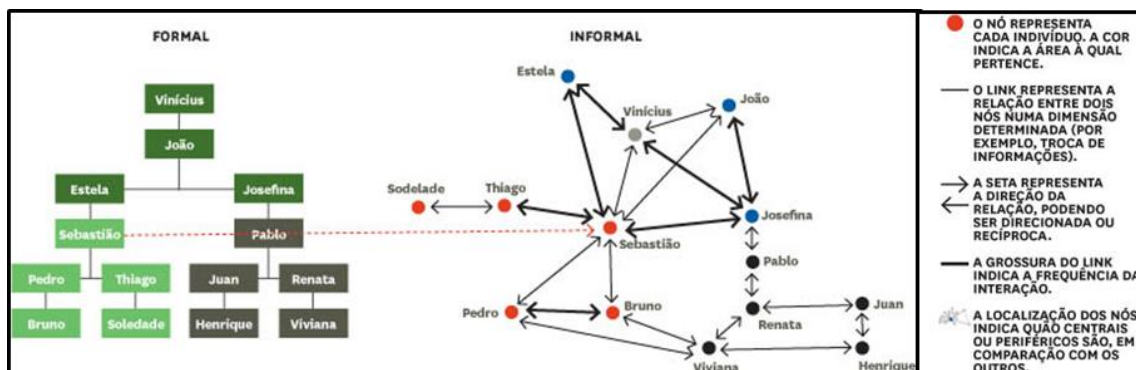 FORMAL
Vinícius
João
Estela
Josefina
Sebastião
Pablo
Pedro
Thiago
Juan
Renata
Bruno
Soledade
Henrique
Viviana
INFORMAL
Estela
João
Vinícius
Sodelade
Thiago
Josefina
Sebastião
Pablo
Pedro
Bruno
Juan
Renata
Viviana
Henrique
O NÓ REPRESENTA
CADA INDIVÍDUO. A COR
INDICA A ÁREA À QUAL
PERTENCE.
O LINK REPRESENTA A
RELAÇÃO ENTRE DOIS
NÓS NUMA DIMENSÃO
DETERMINADA (POR
EXEMPLO, TROCA DE
INFORMAÇÕES).
A SETA REPRESENTA
A DIREÇÃO DA
RELAÇÃO, PODENDO
SER DIRECIONADA OU
RECÍPROCA.
A GROSSURA DO LINK
INDICA A FREQUÊNCIA DA
INTERAÇÃO.
A LOCALIZAÇÃO DOS NÓS
INDICA QUÃO CENTRAIS
OU PERIFÉRICOS SÃO, EM
COMPARAÇÃO COM OS
OUTROS.